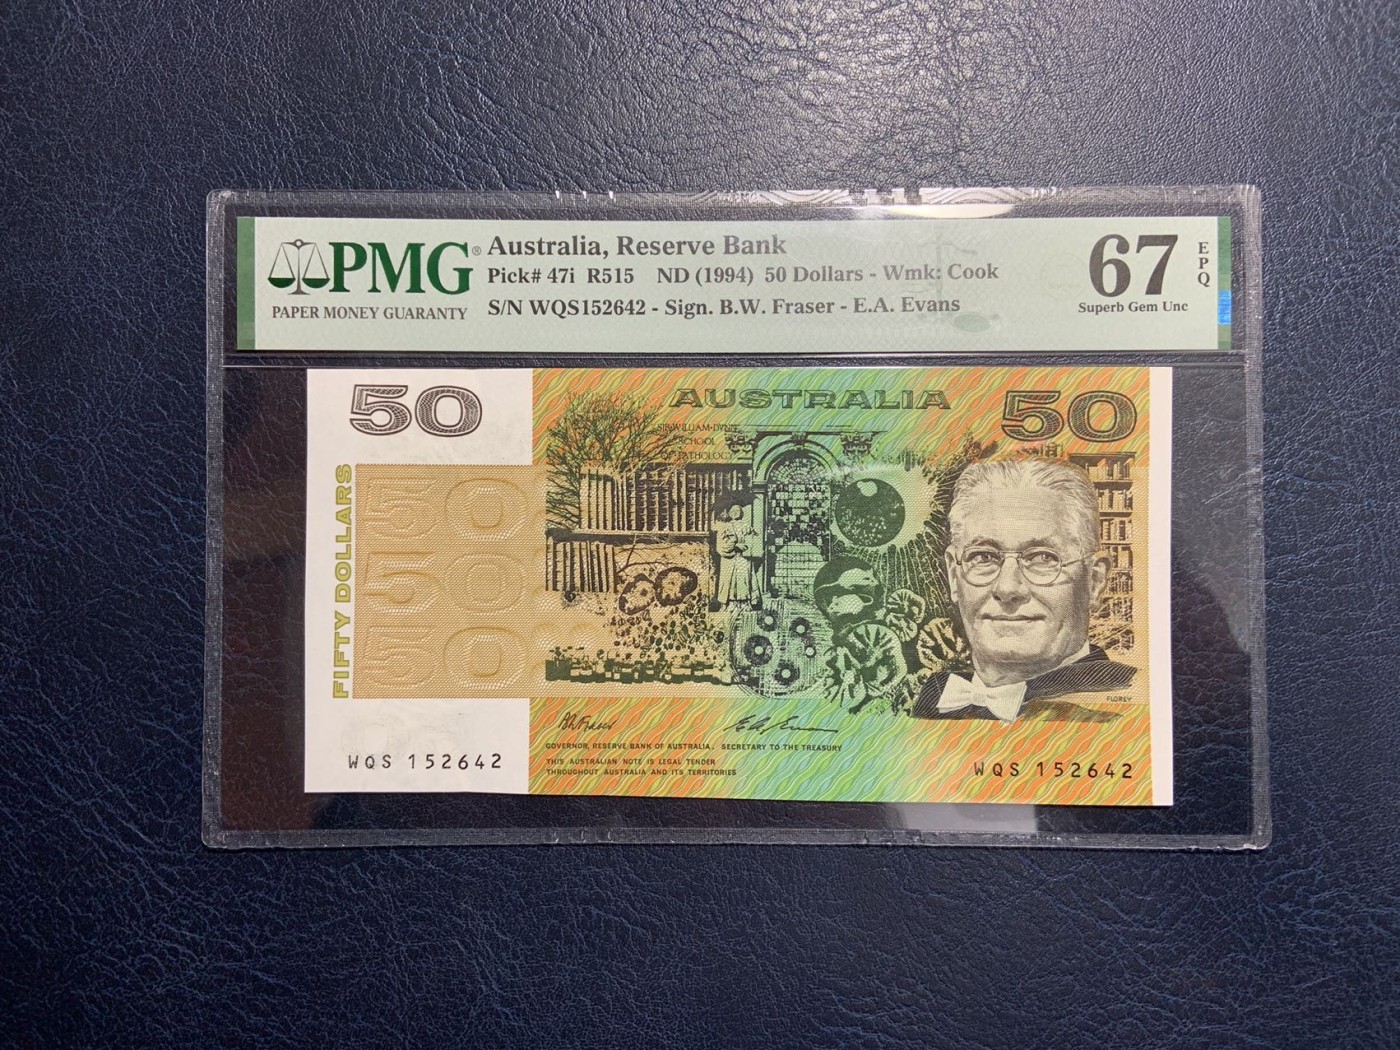 PMG®
PAPER MONEY GUARANTY
Australia, Reserve Bank
Pick# 47i R515 ND (1994) 50 Dollars - Wmk: Cook
S/N WQS152642 - Sign. B.W. Fraser - E.A. Evans
67
EPQ
Superb Gem Unc
50
AUSTRALIA
50
SCHOOL
OF PATHOLOGY
FIFTY DOLLARS
50
50
50
FLOREY
GOVERNOR, RESERVE BANK OF AUSTRALIA. SECRETARY TO THE TREASURY
THIS AUSTRALIAN NOTE IS LEGAL TENDER
THROUGHOUT AUSTRALIA AND ITS TERRITORIES
WQS 152642
WQS 152642